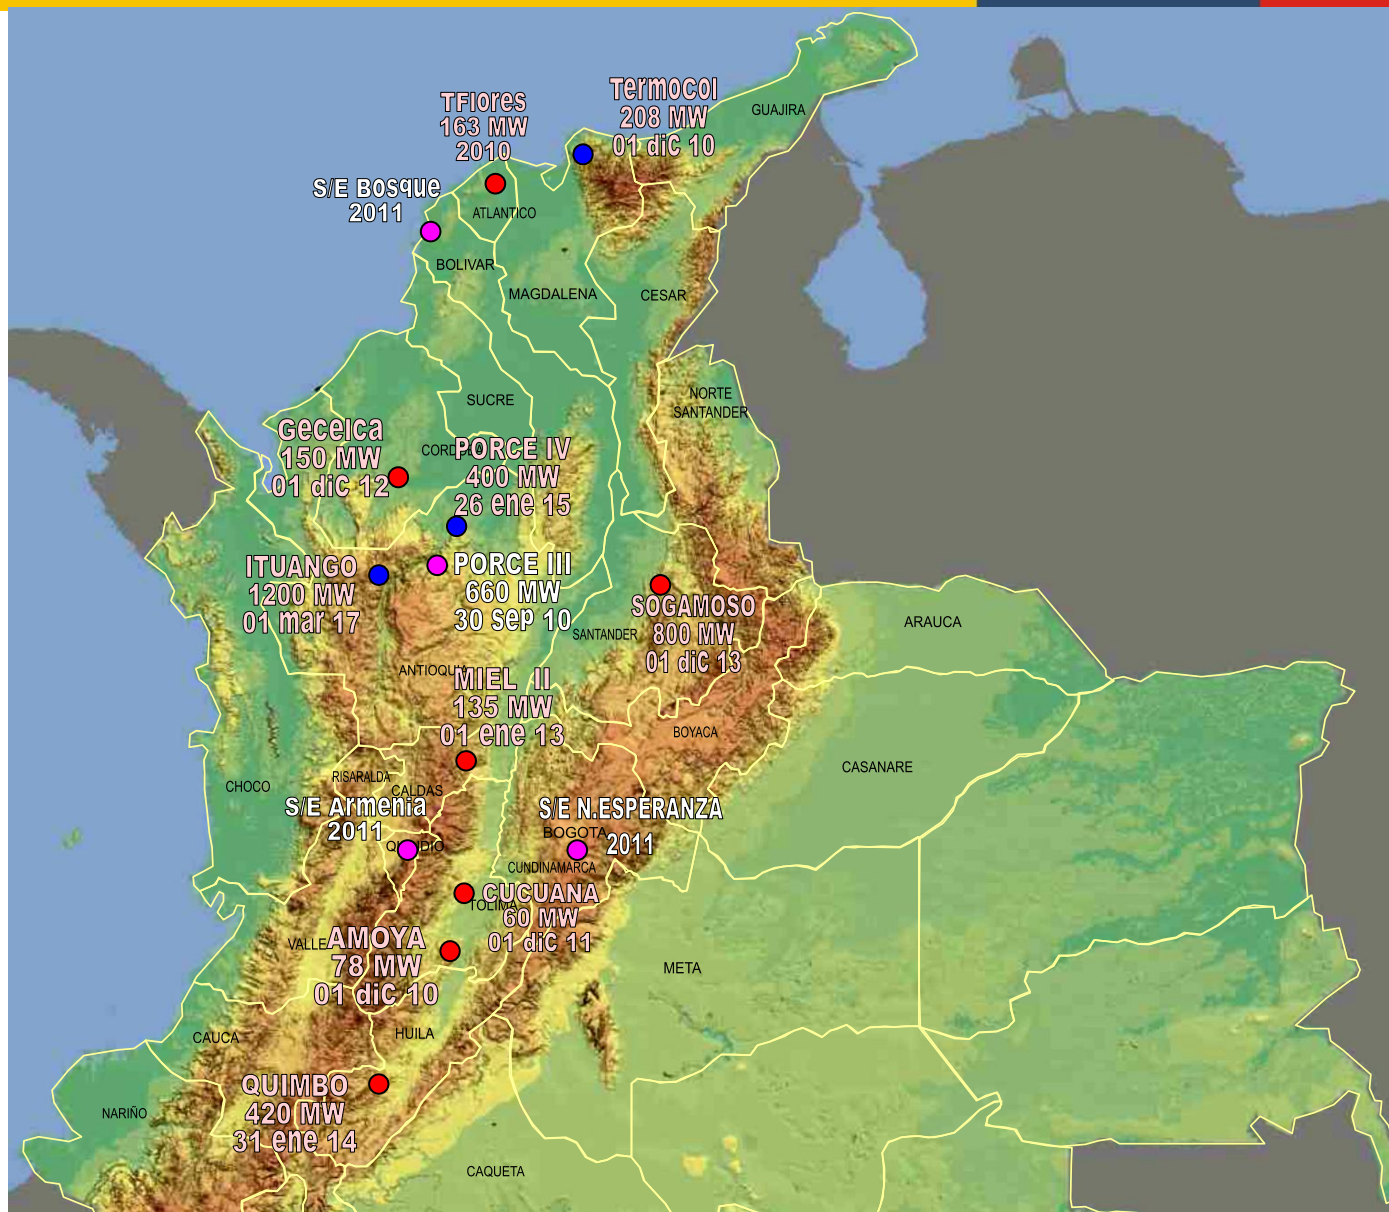 TFlores
163 MW
2010
Termocol
208 MW
01 dic 10
GUAJIRA
S/E Bosque
2011
ATLANTICO
BOLIVAR
MAGDALENA
CESAR
NORTE
SANTANDER
SUCRE
Gecelca
150 MW
01 dic 12
CORDOBA
PORCE IV
400 MW
26 ene 15
ITUANGO
1200 MW
01 mar 17
PORCE III
660 MW
30 sep 10
SOGAMOSO
800 MW
01 dic 13
SANTANDER
ARAUCA
ANTIOQUIA
MIEL II
135 MW
01 ene 13
BOYACA
CASANARE
CHOCO
RISARALDA
CALDAS
S/E Armenia
2011
QUINDIO
S/E N.ESPERANZA
2011
BOGOTA
CUNDINAMARCA
CUCUANA
60 MW
01 dic 11
TOLIMA
VALLE
AMOYA
78 MW
01 dic 10
META
HUILA
CAUCA
QUIMBO
420 MW
31 ene 14
NARIÑO
CAQUETA